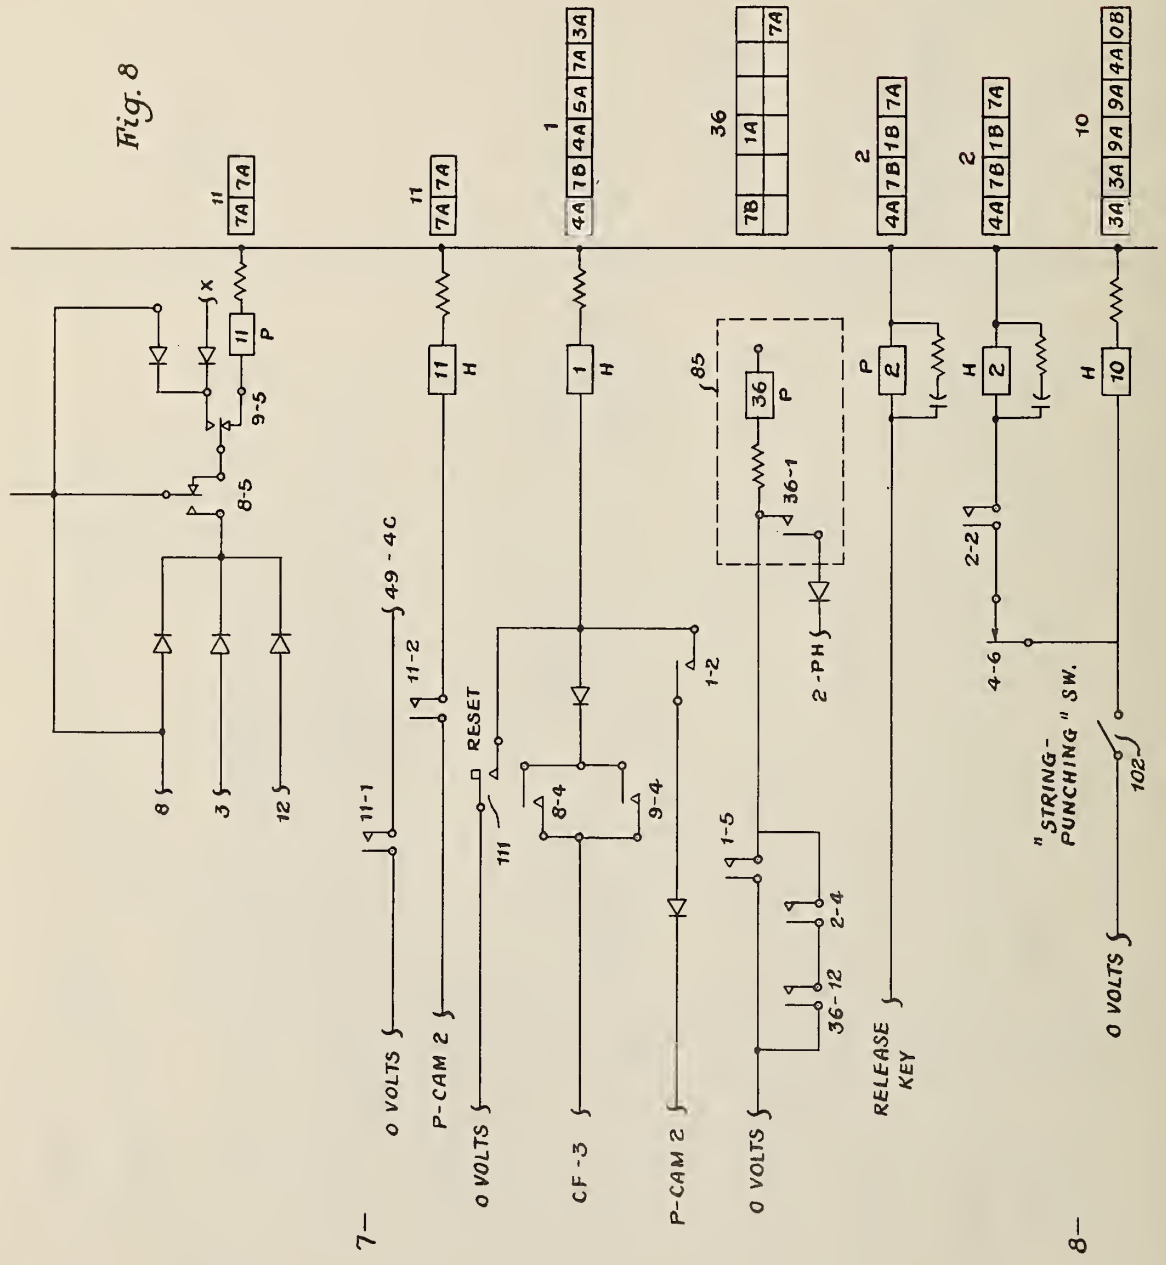 Fig. 8
11
7A 7A
8
3
12
8-5
9-5
X
11
P
7-
0 VOLTS
11-1
49-4C
P-CAM 2
11-2
11
H
11
7A 7A
0 VOLTS
RESET
111
CF-3
8-4
9-4
1
H
1
4A 7B 4A 5A 7A 3A
P-CAM 2
1-2
0 VOLTS
1-5
36-12
2-4
2-PH
36-1
36
P
85
36
7B 1A
7A
RELEASE
KEY
P
2
2
4A 7B 1B 7A
4-6
2-2
H
2
2
4A 7B 1B 7A
8-
0 VOLTS
"STRING-
PUNCHING" SW.
102
H
10
10
3A 3A 9A 9A 4A 0B